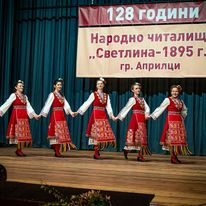 128 години
Народно читалищ
„Светлина-1895 г.
гр. Априлци